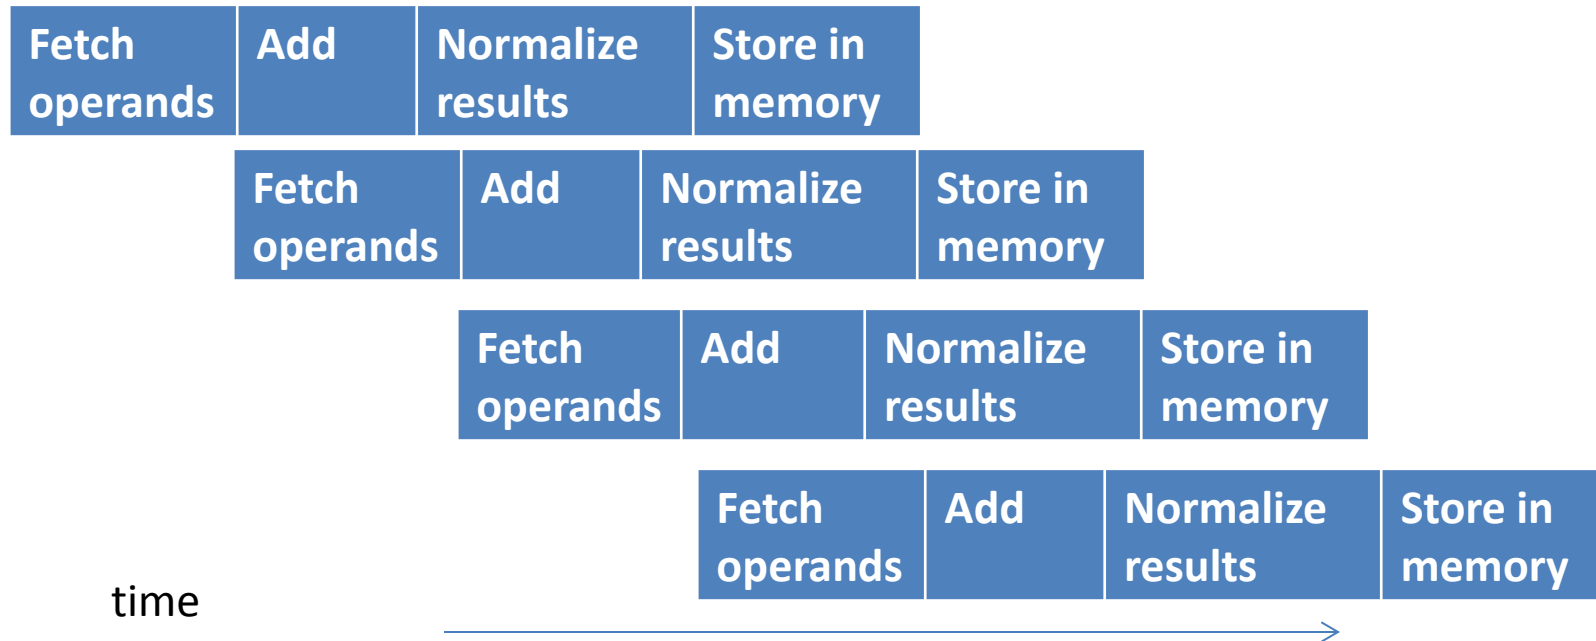 Fetch Add Normalize Store in
operands results memory
Fetch Add Normalize Store in
operands results memory
Fetch Add Normalize Store in
operands results memory
Fetch Add Normalize Store in
operands results memory
time